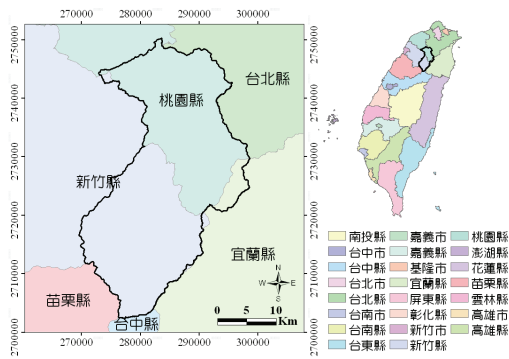 270000 280000 290000 300000
2750000
2740000
2730000
2720000
2710000
2700000
台北縣
桃園縣
新竹縣
宜蘭縣
苗栗縣
台中縣
N
W E
S
0 5 10
Km
270000 280000 290000 300000
2750000
2740000
2730000
2720000
2710000
2700000
南投縣 嘉義市 桃園縣
台中市 嘉義縣 澎湖縣
台中縣 基隆市 花蓮縣
台北市 宜蘭縣 苗栗縣
台北縣 屏東縣 雲林縣
台南市 彰化縣 高雄市
台南縣 新竹市 高雄縣
台東縣 新竹縣